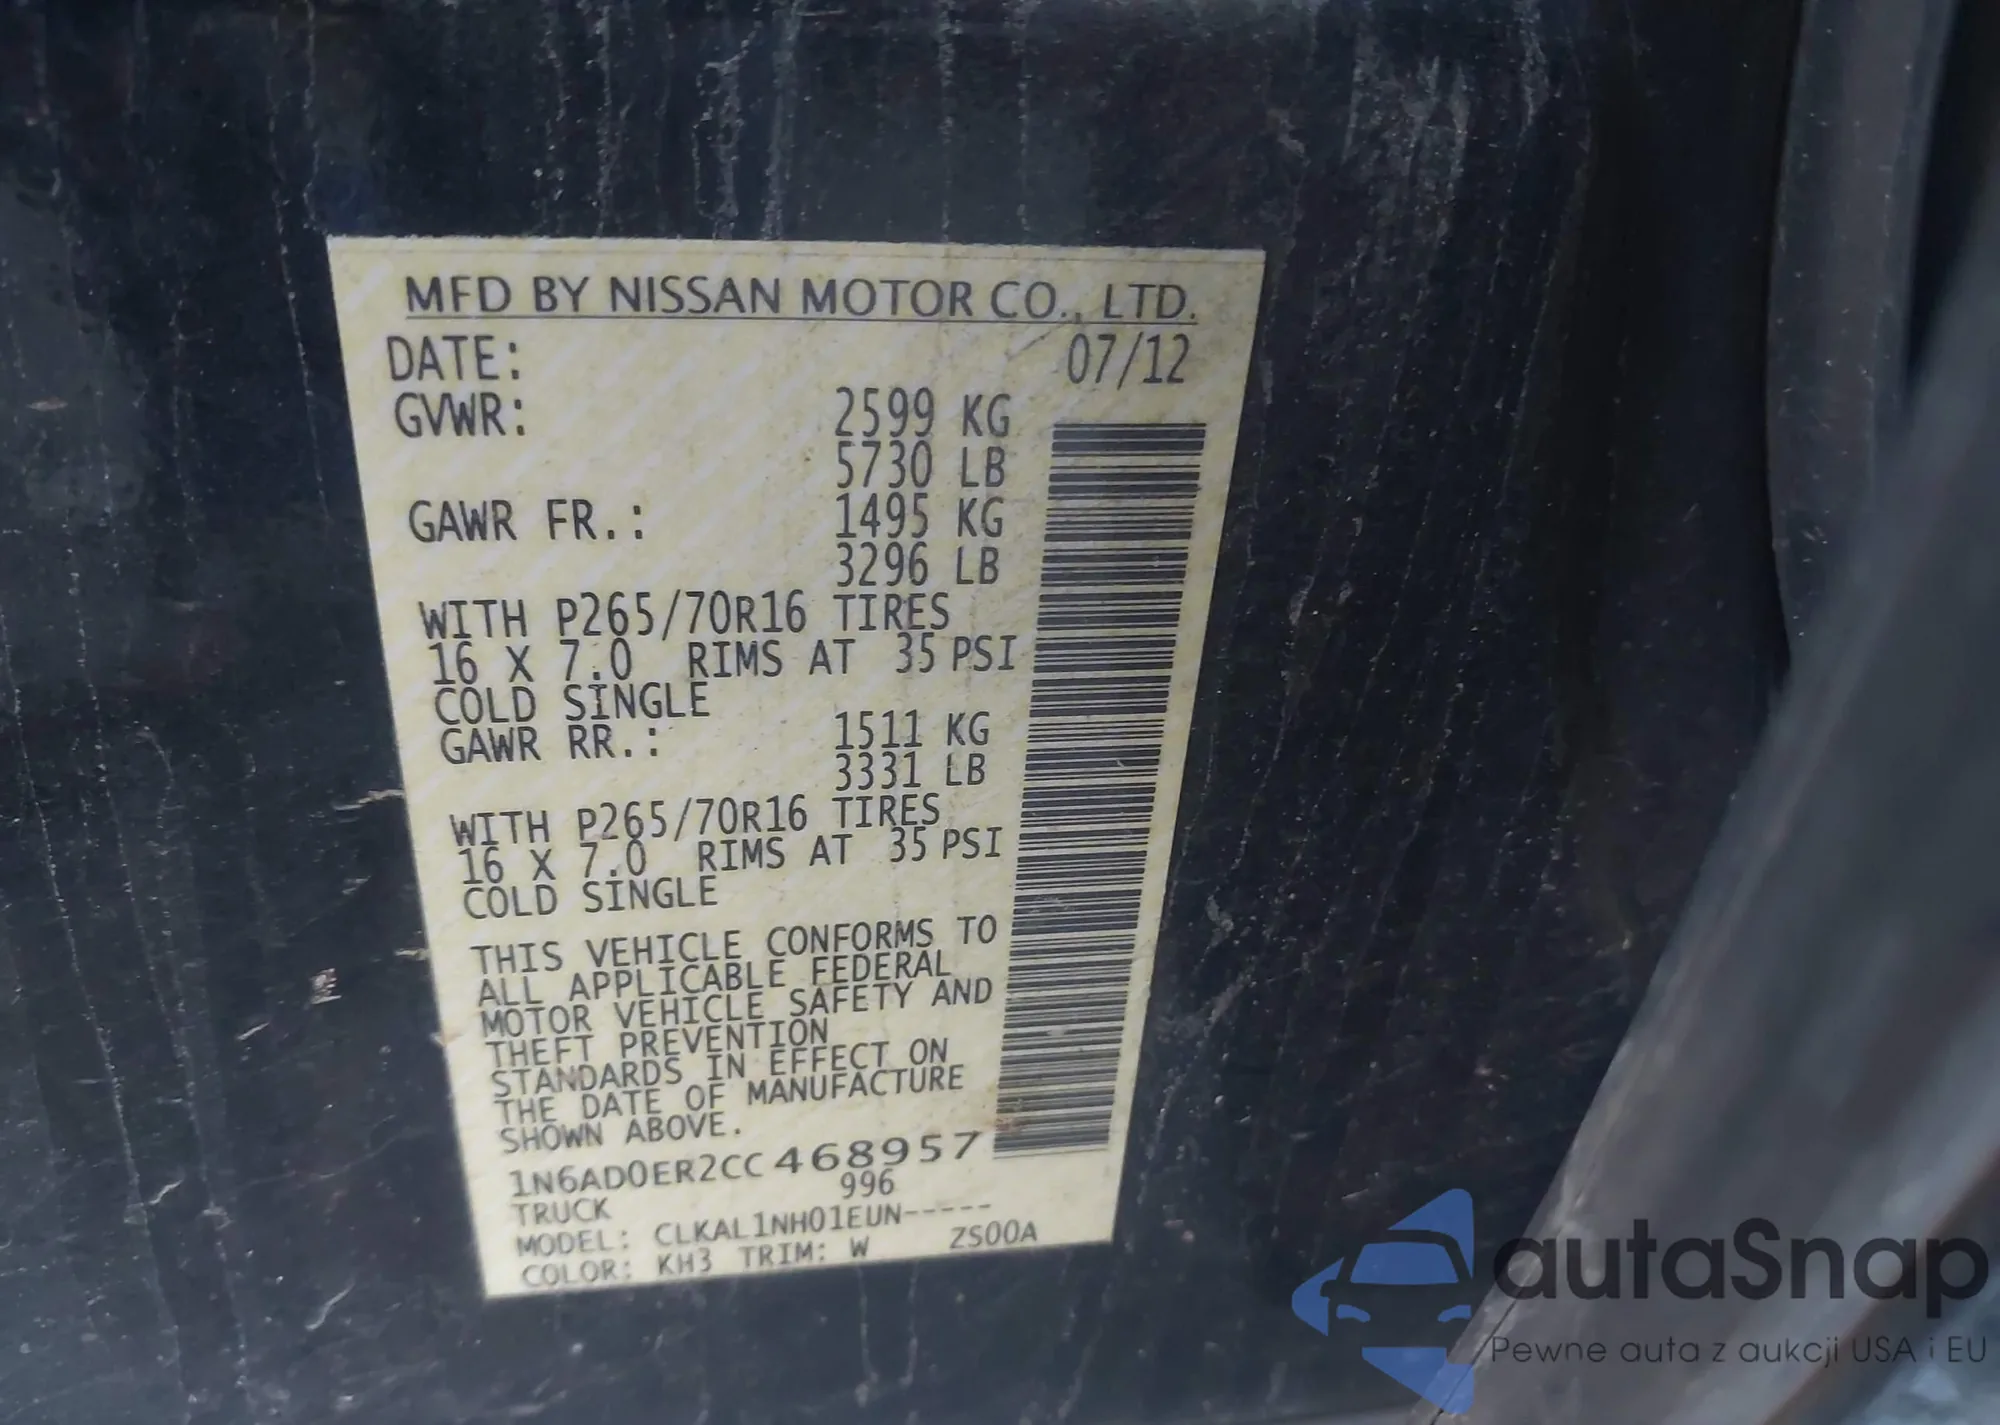 MFD BY NISSAN MOTOR CO., LTD.
DATE: 07/12
GVWR: 2599 KG
5730 LB
GAWR FR.: 1495 KG
3296 LB
WITH P265/70R16 TIRES
16 X 7.0 RIMS AT 35 PSI
COLD SINGLE
GAWR RR.: 1511 KG
3331 LB
WITH P265/70R16 TIRES
16 X 7.0 RIMS AT 35 PSI
COLD SINGLE
THIS VEHICLE CONFORMS TO
ALL APPLICABLE FEDERAL
MOTOR VEHICLE SAFETY AND
THEFT PREVENTION
STANDARDS IN EFFECT ON
THE DATE OF MANUFACTURE
SHOWN ABOVE.
1N6AD0ER2CC468957
TRUCK 996
MODEL: CLKAL1NH01EUN-----
COLOR: KH3 TRIM: W ZS00A
autaSnap
Pewne auta z aukcji USA i EU